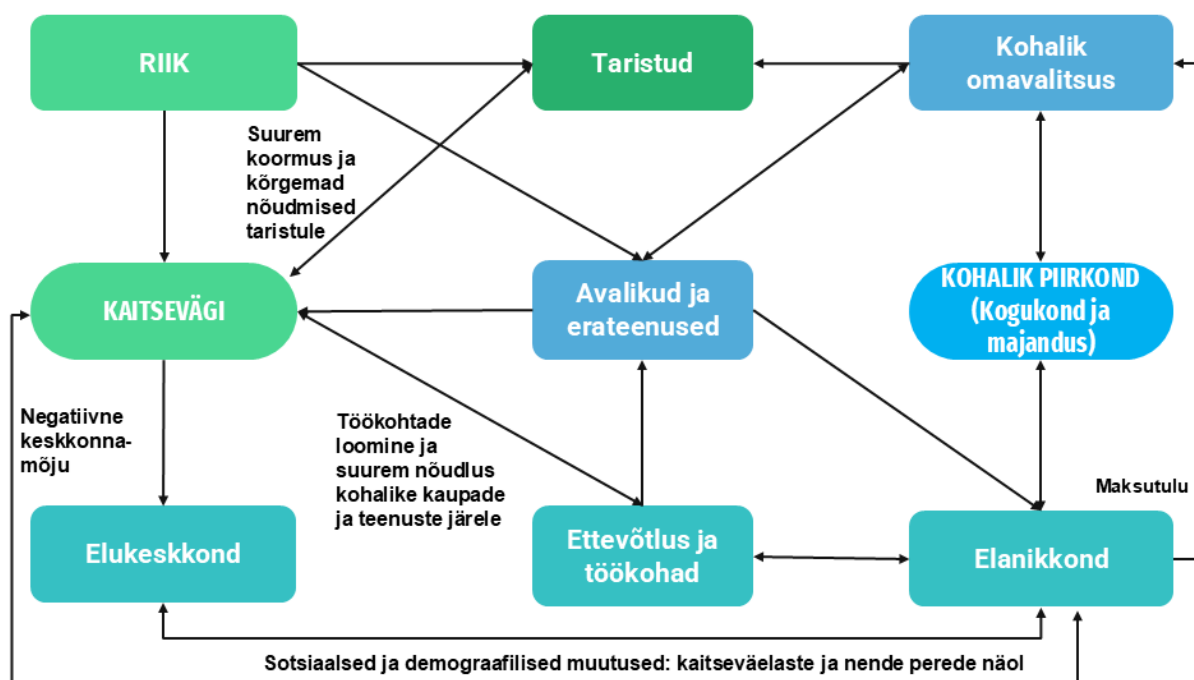 RIIK
Taristud
Kohalik
omavalitsus
Suurem
koormus ja
kõrgemad
nõudmised
taristule
KAITSEVÄGI
Avalikud ja
erateenused
KOHALIK PIIRKOND
(Kogukond ja
majandus)
Negatiivne
keskkonna-
mõju
Töökohtade
loomine ja
suurem nõudlus
kohalike kaupade
ja teenuste järele
Maksutulu
Elukeskkond
Ettevõtlus ja
töökohad
Elanikkond
Sotsiaalsed ja demograafilised muutused: kaitseväelaste ja nende perede näol